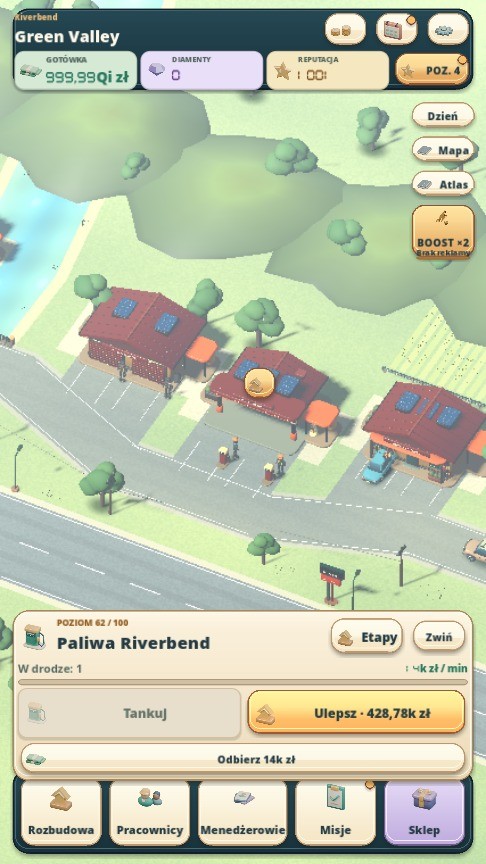 Riverbend
Green Valley
GOTÓWKA
999,99Qi zł
DIAMENTY
0
REPUTACJA
POZ. 4
Dzień
Mapa
Atlas
BOOST ×2
Brak reklamy
POZIOM 62 / 100
Paliwa Riverbend
Etapy
Zwiń
W drodze: 1
k zł / min
Tankuj
Ulepsz · 428,78k zł
Odbierz 14k zł
Rozbudowa
Pracownicy
Menedżerowie
Misje
Sklep